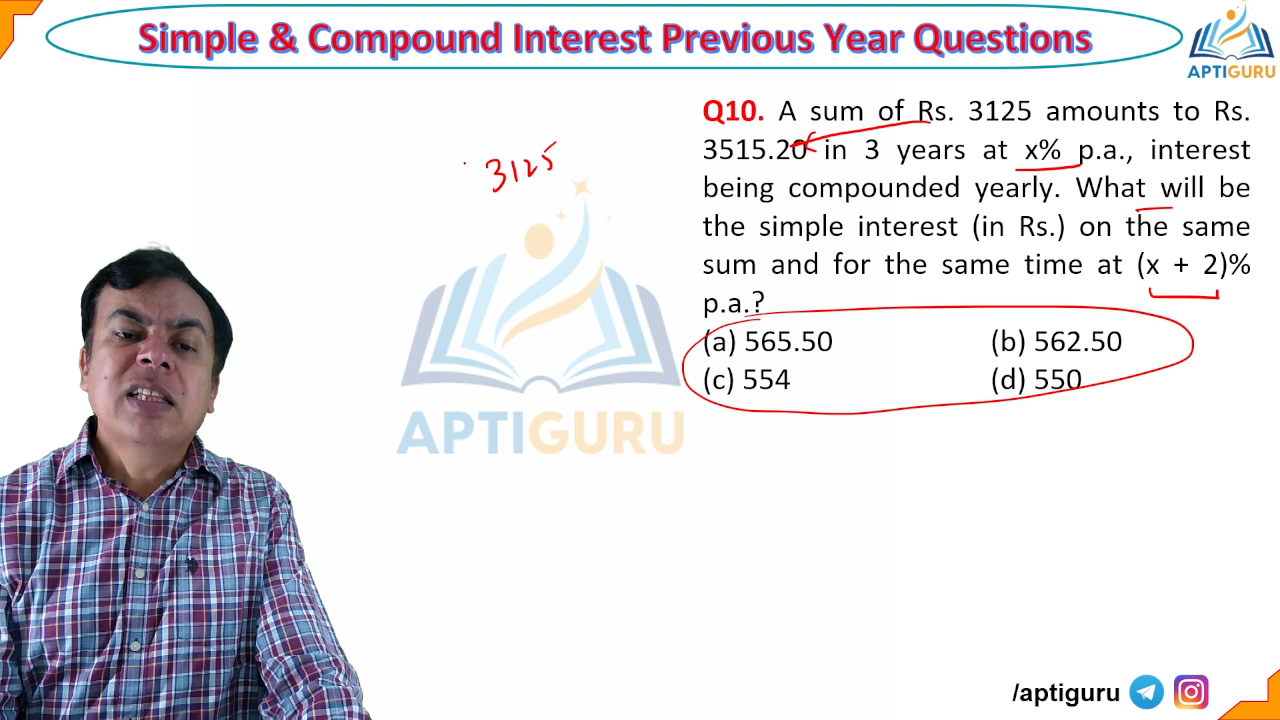 Simple & Compound Interest Previous Year Questions
APTIGURU
Q10. A sum of Rs. 3125 amounts to Rs.
3515.20 in 3 years at x% p.a., interest
being compounded yearly. What will be
the simple interest (in Rs.) on the same
sum and for the same time at (x + 2)%
p.a.?
(a) 565.50 (b) 562.50
(c) 554 (d) 550
3125
APTIGURU
/aptiguru